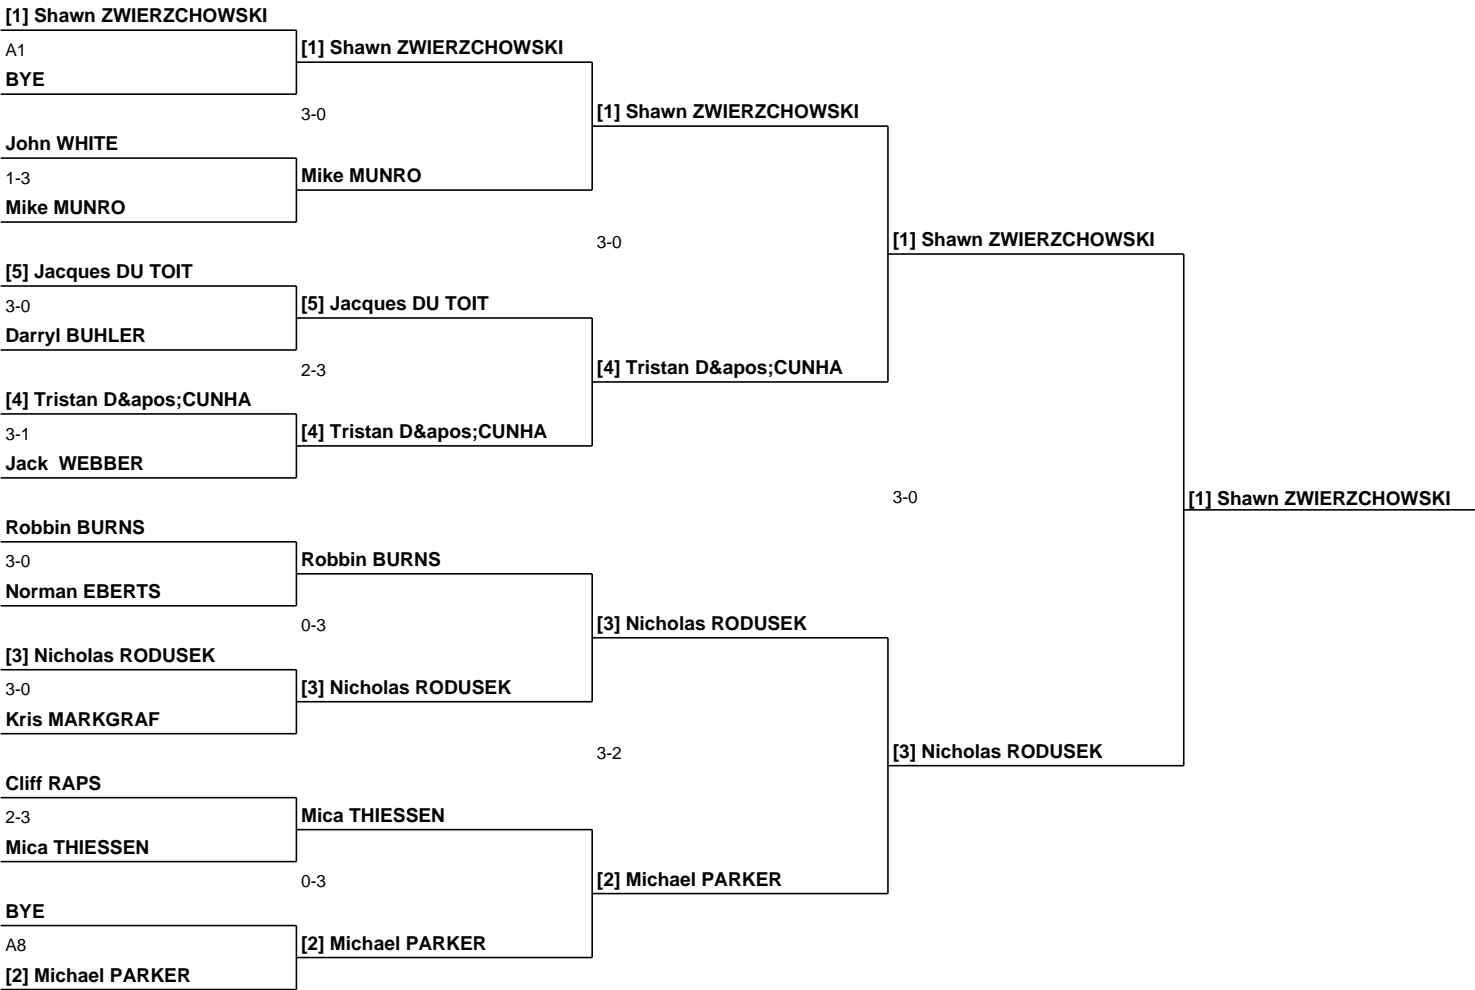 [1] Shawn ZWIERZCHOWSKI
A1
BYE
John WHITE
1-3
Mike MUNRO
[5] Jacques DU TOIT
3-0
Darryl BUHLER
[4] Tristan D&apos;CUNHA
3-1
Jack  WEBBER
Robbin BURNS
3-0
Norman EBERTS
[3] Nicholas RODUSEK
3-0
Kris MARKGRAF
Cliff RAPS
2-3
Mica THIESSEN
BYE
A8
[2] Michael PARKER
[1] Shawn ZWIERZCHOWSKI
3-0
Mike MUNRO
[5] Jacques DU TOIT
2-3
[4] Tristan D&apos;CUNHA
Robbin BURNS
0-3
[3] Nicholas RODUSEK
Mica THIESSEN
0-3
[2] Michael PARKER
[1] Shawn ZWIERZCHOWSKI
3-0
[4] Tristan D&apos;CUNHA
[3] Nicholas RODUSEK
3-2
[2] Michael PARKER
[1] Shawn ZWIERZCHOWSKI
3-0
[3] Nicholas RODUSEK
[1] Shawn ZWIERZCHOWSKI